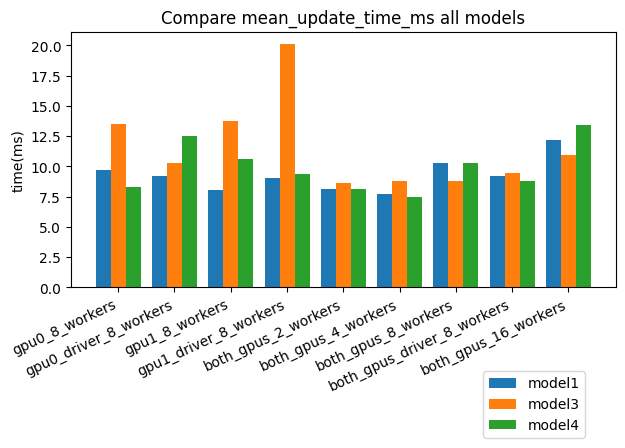 Compare mean_update_time_ms all models
time(ms)
20.0
17.5
15.0
12.5
10.0
7.5
5.0
2.5
0.0
gpu0_8_workers
gpu0_driver_8_workers
gpu1_8_workers
gpu1_driver_8_workers
both_gpus_2_workers
both_gpus_4_workers
both_gpus_8_workers
both_gpus_driver_8_workers
both_gpus_16_workers
model1
model3
model4